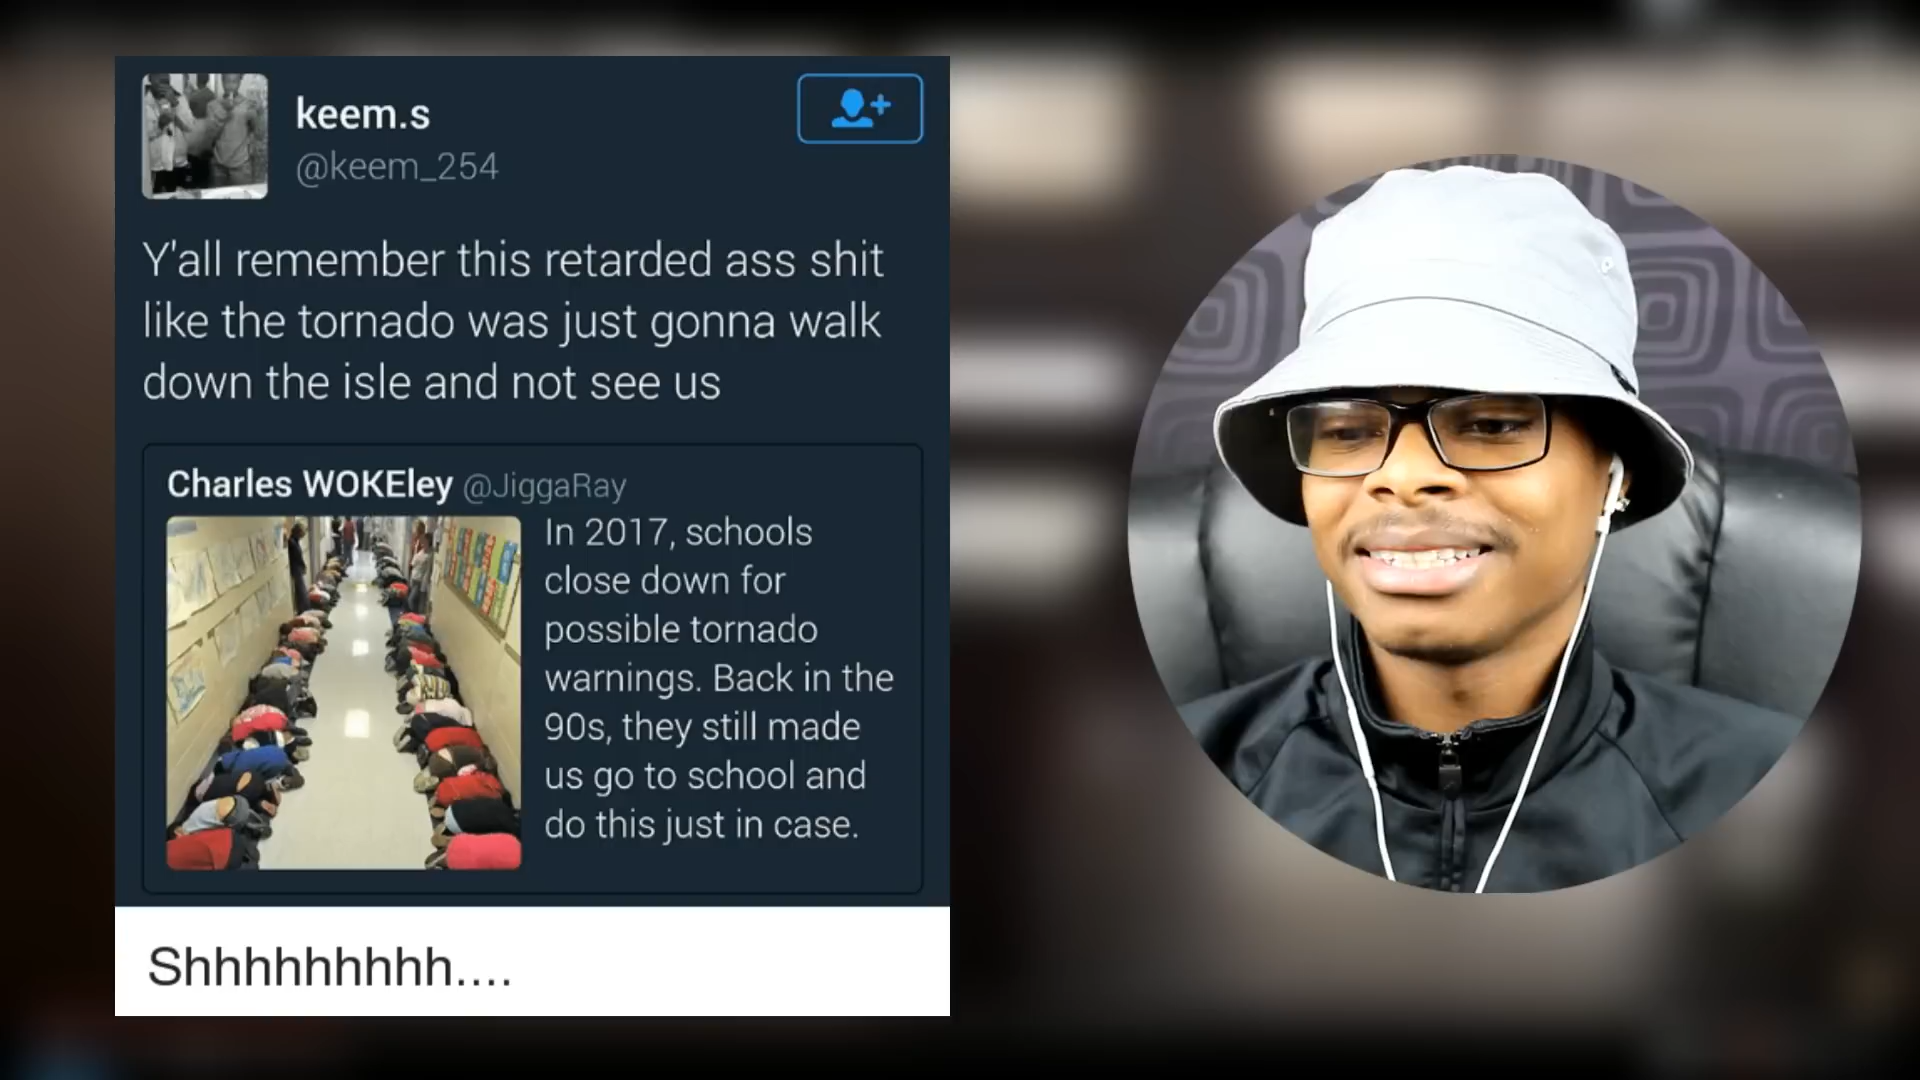 keem.s
@keem_254
Y'all remember this retarded ass shit
like the tornado was just gonna walk
down the isle and not see us
Charles WOKEley @JiggaRay
In 2017, schools
close down for
possible tornado
warnings. Back in the
90s, they still made
us go to school and
do this just in case.
Shhhhhhhhhh....